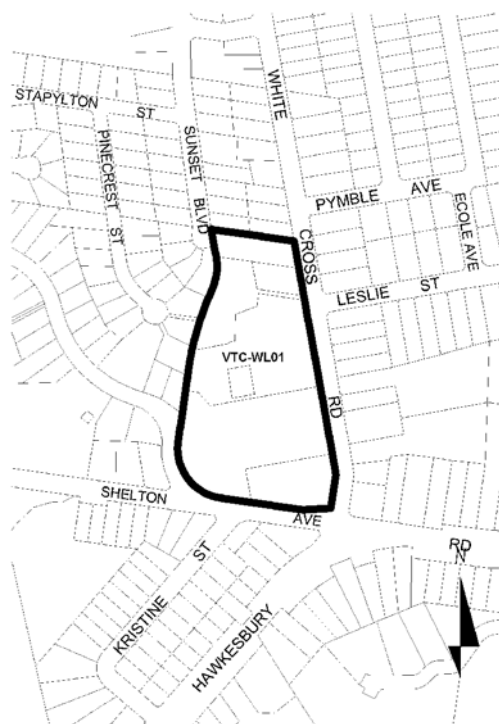 WHITE CROSS RD
STAPYLTON ST
PINECREST ST
SUNSET BLVD
PYMBLE AVE
ECOLE AVE
LESLIE ST
VTC-WL01
SHELTON AVE
KRISTINE ST
HAWKESBURY RD
N